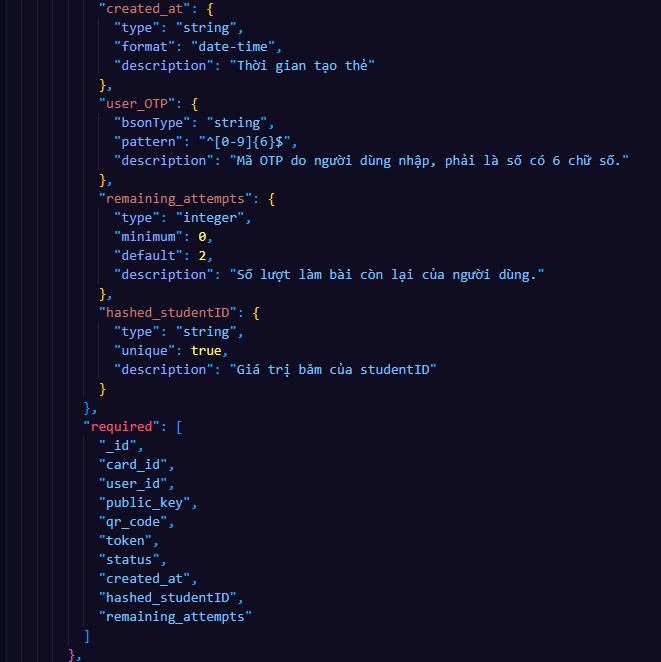 "created_at": {
"type": "string",
"format": "date-time",
"description": "Thời gian tạo thẻ"
},
"user_OTP": {
"bsonType": "string",
"pattern": "^[0-9]{6}$",
"description": "Mã OTP do người dùng nhập, phải là số có 6 chữ số."
},
"remaining_attempts": {
"type": "integer",
"minimum": 0,
"default": 2,
"description": "Số lượt làm bài còn lại của người dùng."
},
"hashed_studentID": {
"type": "string",
"unique": true,
"description": "Giá trị băm của studentID"
}
},
"required": [
"_id",
"card_id",
"user_id",
"public_key",
"qr_code",
"token",
"status",
"created_at",
"hashed_studentID",
"remaining_attempts"
]
},